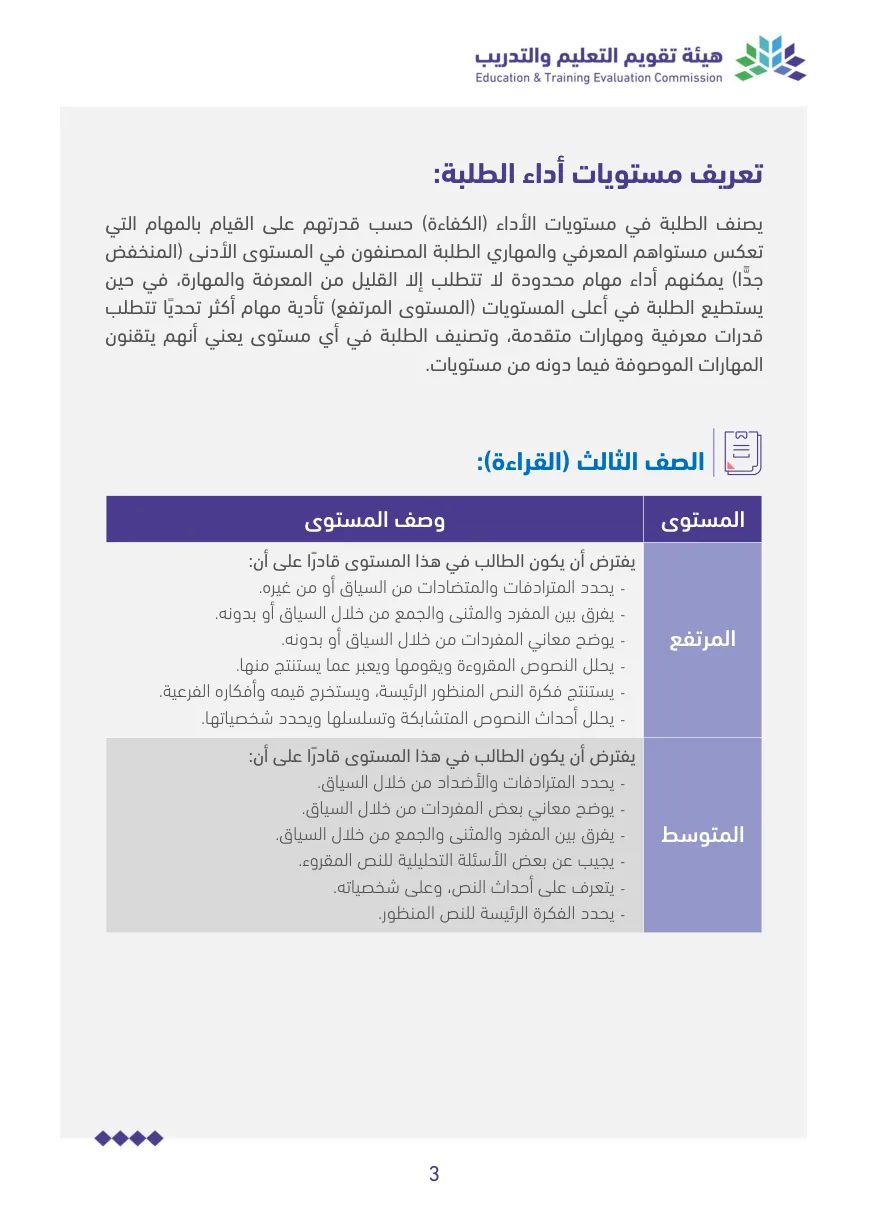 هيئة تقويم التعليم والتدريب
Education & Training Evaluation Commission
تعريف مستويات أداء الطلبة:
يصنف الطلبة في مستويات الأداء (الكفاءة) حسب قدرتهم على القيام بالمهام التي
تعكس مستواهم المعرفي والمهاري الطلبة المصنفون في المستوى الأدنى (المنخفض
جدًّا) يمكنهم أداء مهام محدودة لا تتطلب إلا القليل من المعرفة والمهارة، في حين
يستطيع الطلبة في أعلى المستويات (المستوى المرتفع) تأدية مهام أكثر تحديًا تتطلب
قدرات معرفية ومهارات متقدمة، وتصنيف الطلبة في أي مستوى يعني أنهم يتقنون
المهارات الموصوفة فيما دونه من مستويات.
الصف الثالث (القراءة):
المستوى
وصف المستوى
المرتفع
يفترض أن يكون الطالب في هذا المستوى قادرًا على أن:
- يحدد المترادفات والمتضادات من السياق أو من غيره.
- يفرق بين المفرد والمثنى والجمع من خلال السياق أو بدونه.
- يوضح معاني المفردات من خلال السياق أو بدونه.
- يحلل النصوص المقروءة ويقومها ويعبر عما يستنتج منها.
- يستنتج فكرة النص المنظور الرئيسة، ويستخرج قيمه وأفكاره الفرعية.
- يحلل أحداث النصوص المتشابكة وتسلسلها ويحدد شخصياتها.
المتوسط
يفترض أن يكون الطالب في هذا المستوى قادرًا على أن:
- يحدد المترادفات والأضداد من خلال السياق.
- يوضح معاني بعض المفردات من خلال السياق.
- يفرق بين المفرد والمثنى والجمع من خلال السياق.
- يجيب عن بعض الأسئلة التحليلية للنص المقروء.
- يتعرف على أحداث النص، وعلى شخصياته.
- يحدد الفكرة الرئيسة للنص المنظور.
3